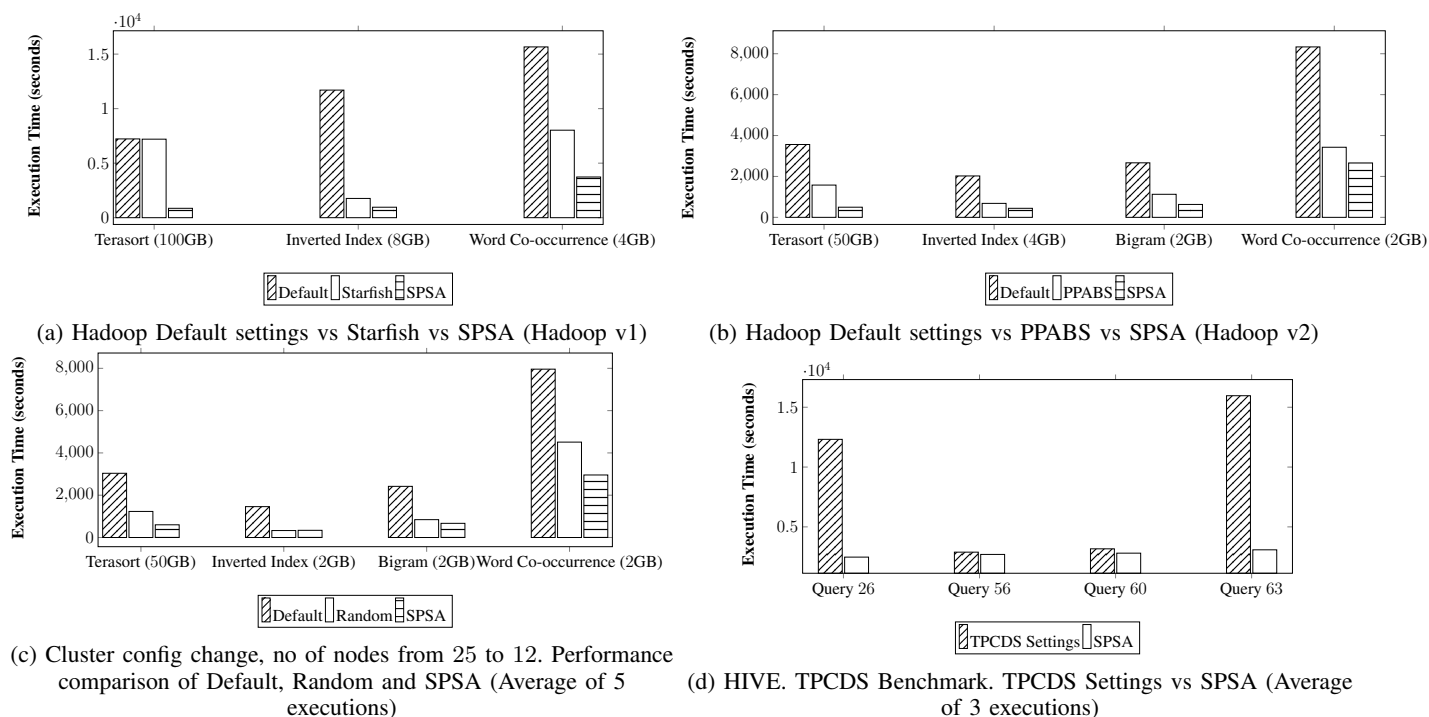 ·10⁴
Execution Time (seconds)
1.5
1
0.5
0
Terasort (100GB) Inverted Index (8GB) Word Co-occurrence (4GB)
Default Starfish SPSA
(a) Hadoop Default settings vs Starfish vs SPSA (Hadoop v1)
Execution Time (seconds)
8,000
6,000
4,000
2,000
0
Terasort (50GB) Inverted Index (4GB) Bigram (2GB) Word Co-occurrence (2GB)
Default PPABS SPSA
(b) Hadoop Default settings vs PPABS vs SPSA (Hadoop v2)
Execution Time (seconds)
8,000
6,000
4,000
2,000
0
Terasort (50GB) Inverted Index (2GB) Bigram (2GB) Word Co-occurrence (2GB)
Default Random SPSA
(c) Cluster config change, no of nodes from 25 to 12. Performance
comparison of Default, Random and SPSA (Average of 5
executions)
·10⁴
Execution Time (seconds)
1.5
1
0.5
Query 26 Query 56 Query 60 Query 63
TPCDS Settings SPSA
(d) HIVE. TPCDS Benchmark. TPCDS Settings vs SPSA (Average
of 3 executions)